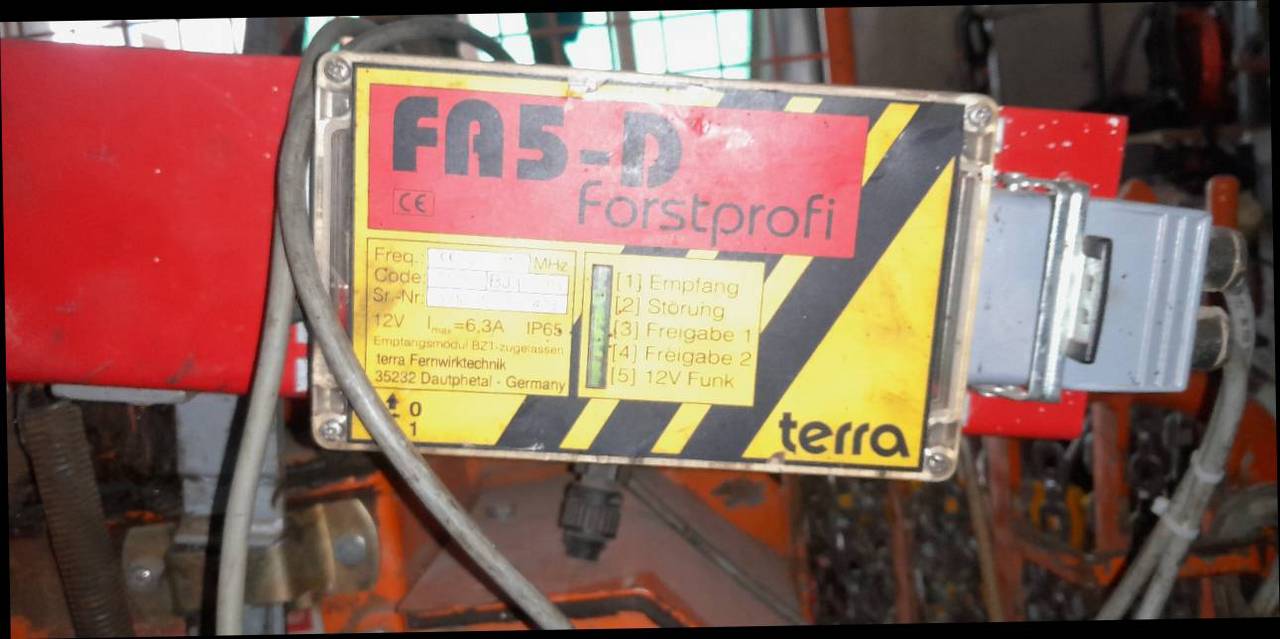 FA5-D
forstprofi
CE
Freq. MHz
Code: BJ
Sr.-Nr.
12V Imax=6,3A IP65
Empfangsmodul BZT-zugelassen
terra Fernwirktechnik
35232 Dautphetal - Germany
[1] Empfang
[2] Störung
[3] Freigabe 1
[4] Freigabe 2
[5] 12V Funk
0
1
terra